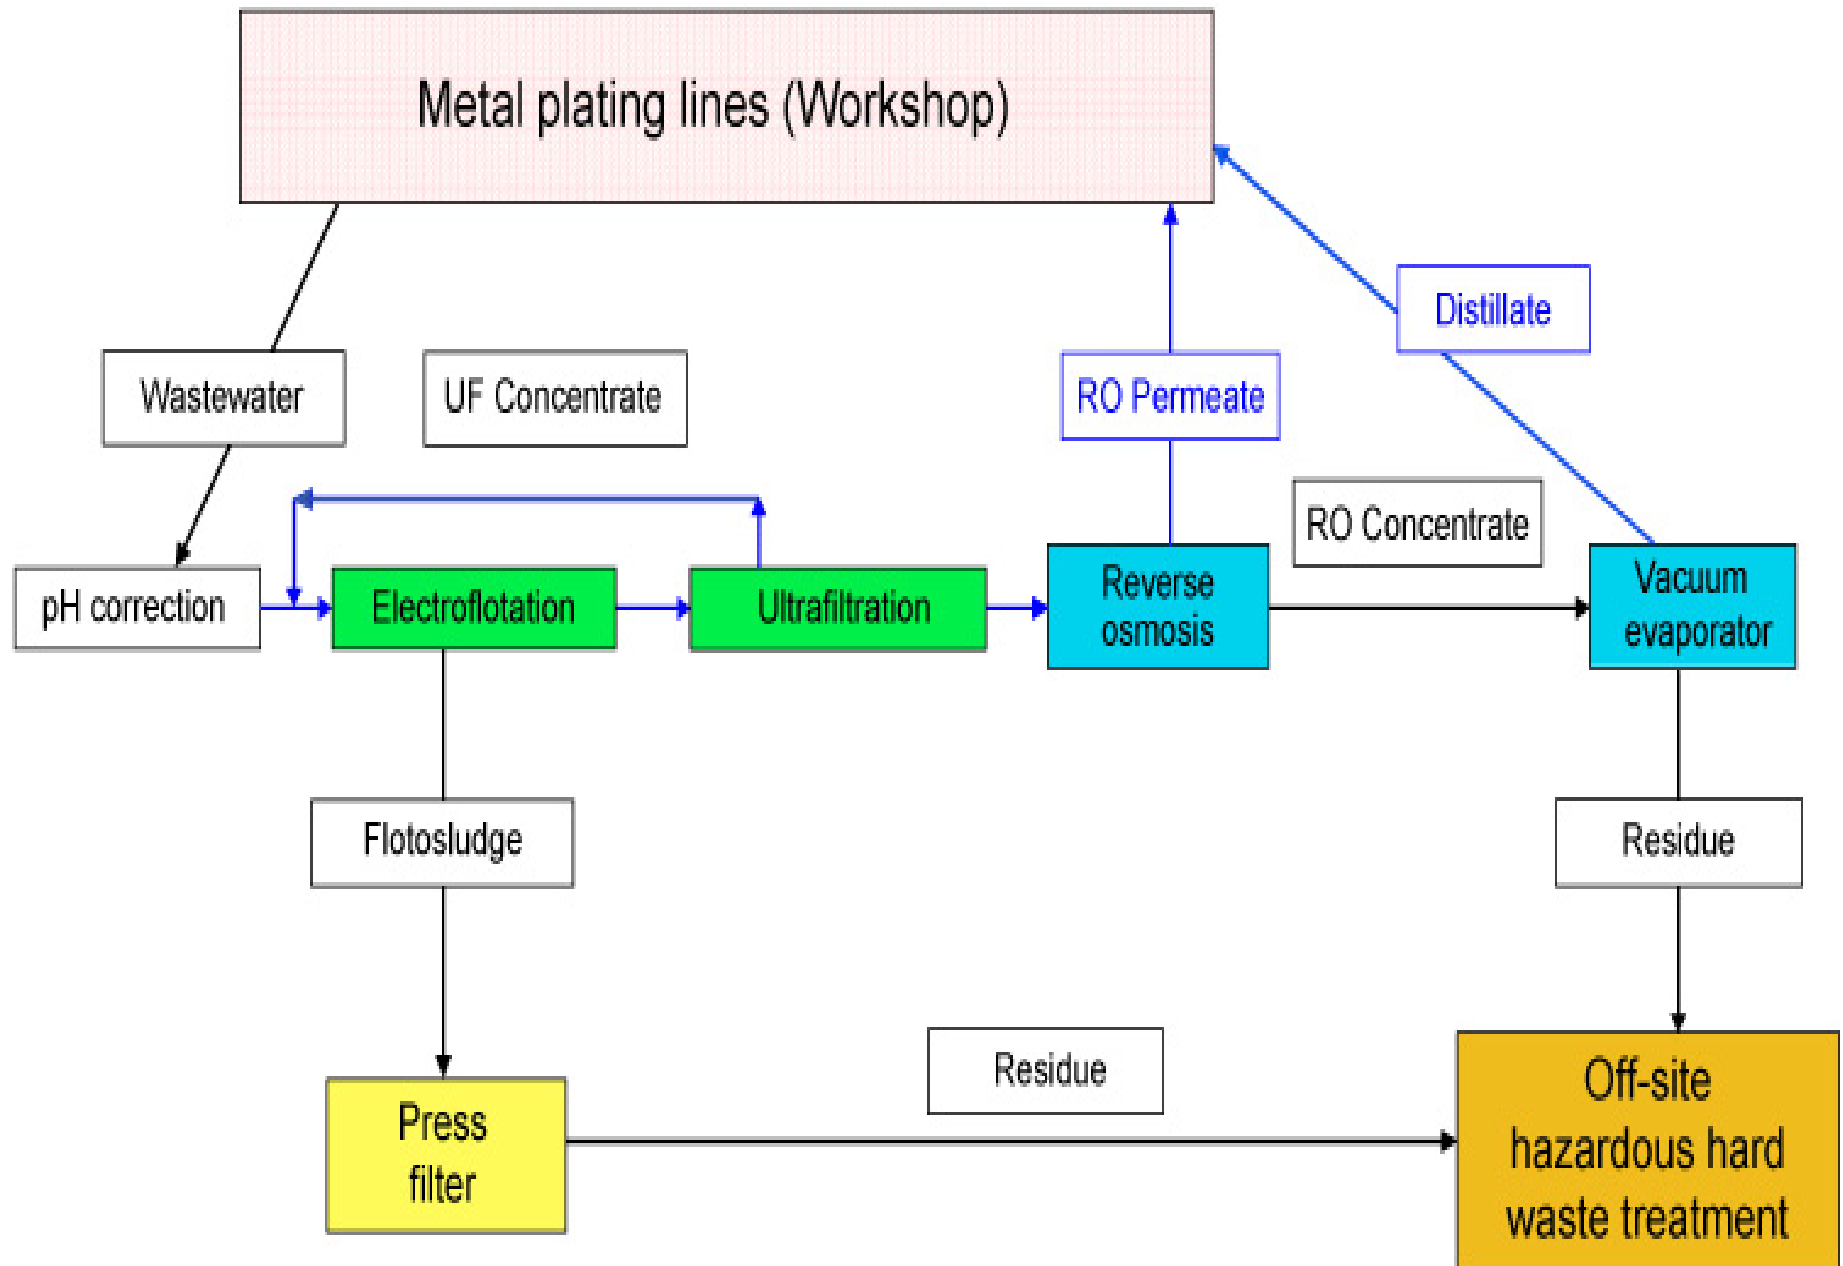 Metal plating lines (Workshop)
Distillate
Wastewater
UF Concentrate
RO Permeate
RO Concentrate
pH correction
Electroflotation
Ultrafiltration
Reverse
osmosis
Vacuum
evaporator
Flotosludge
Residue
Residue
Press
filter
Off-site
hazardous hard
waste treatment